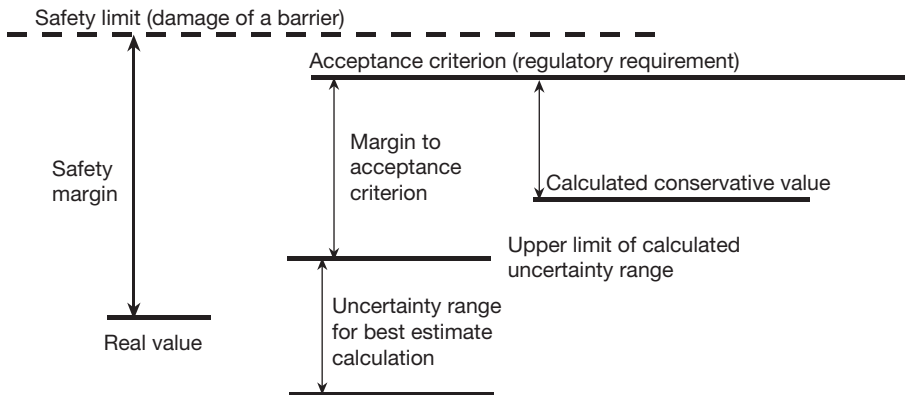 Safety limit (damage of a barrier)
Acceptance criterion (regulatory requirement)
Safety
margin
Margin to
acceptance
criterion
Calculated conservative value
Upper limit of calculated
uncertainty range
Real value
Uncertainty range
for best estimate
calculation